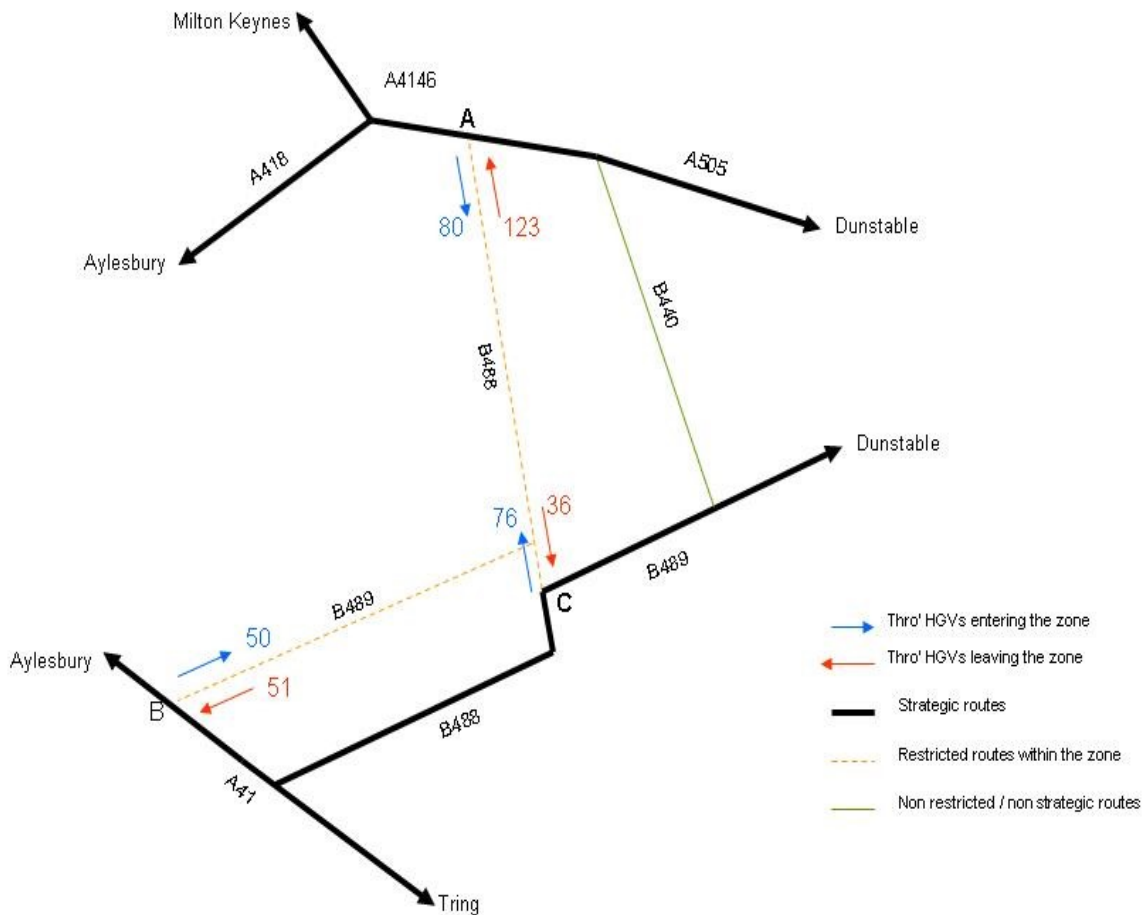 Milton Keynes
A4146
A
A418
A505
80
123
Dunstable
Aylesbury
B440
B488
Dunstable
76
36
B489
C
B489
50
Thro' HGVs entering the zone
Aylesbury
Thro' HGVs leaving the zone
51
B
Strategic routes
B488
Restricted routes within the zone
A41
Non restricted / non strategic routes
Tring